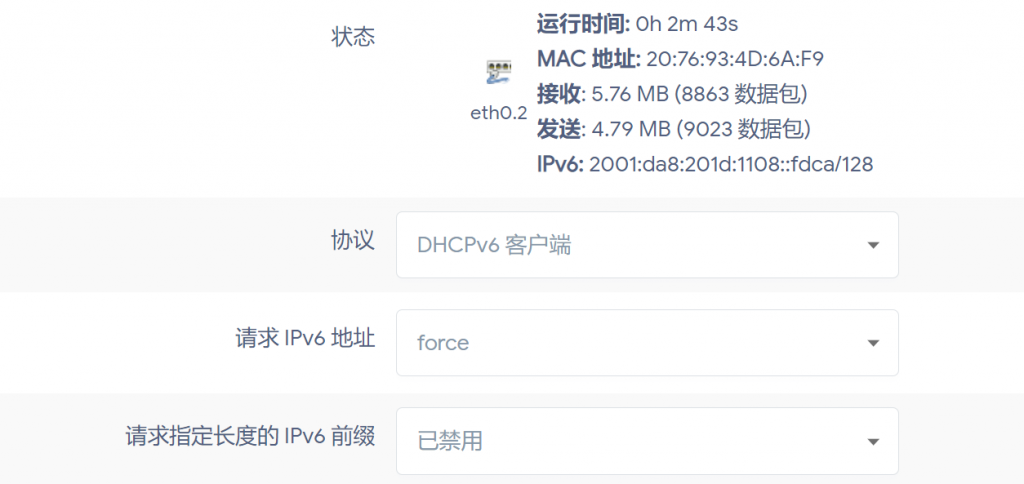 状态
运行时间: 0h 2m 43s
MAC 地址: 20:76:93:4D:6A:F9
接收: 5.76 MB (8863 数据包)
eth0.2
发送: 4.79 MB (9023 数据包)
IPv6: 2001:da8:201d:1108::fdca/128
协议
DHCPv6 客户端
请求 IPv6 地址
force
请求指定长度的 IPv6 前缀
已禁用